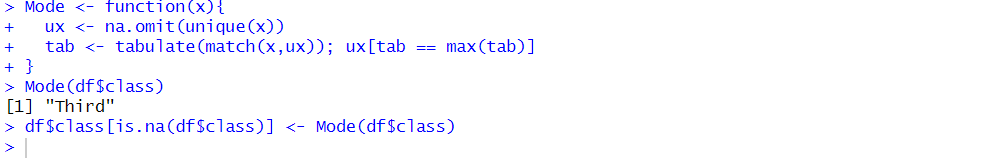 > Mode <- function(x){
+   ux <- na.omit(unique(x))
+   tab <- tabulate(match(x,ux)); ux[tab == max(tab)]
+ }
> Mode(df$class)
[1] "Third"
> df$class[is.na(df$class)] <- Mode(df$class)
>